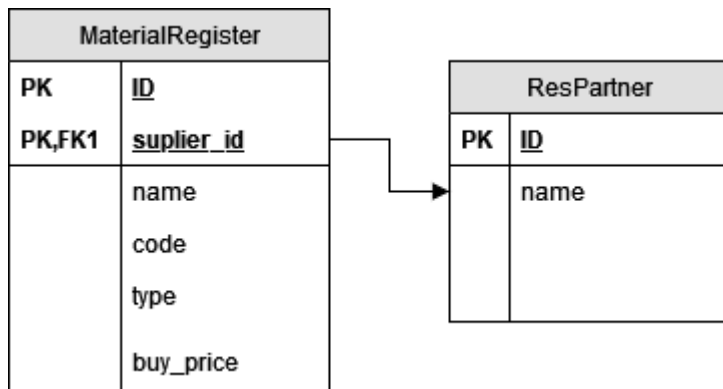 MaterialRegister
PK ID
PK,FK1 suplier_id
name
code
type
buy_price
ResPartner
PK ID
name